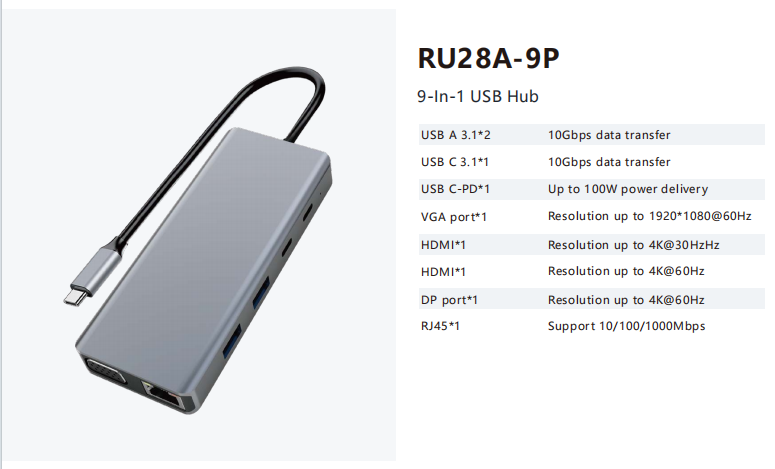 RU28A-9P
9-In-1 USB Hub
USB A 3.1*2 10Gbps data transfer
USB C 3.1*1 10Gbps data transfer
USB C-PD*1 Up to 100W power delivery
VGA port*1 Resolution up to 1920*1080@60Hz
HDMI*1 Resolution up to 4K@30HzHz
HDMI*1 Resolution up to 4K@60Hz
DP port*1 Resolution up to 4K@60Hz
RJ45*1 Support 10/100/1000Mbps